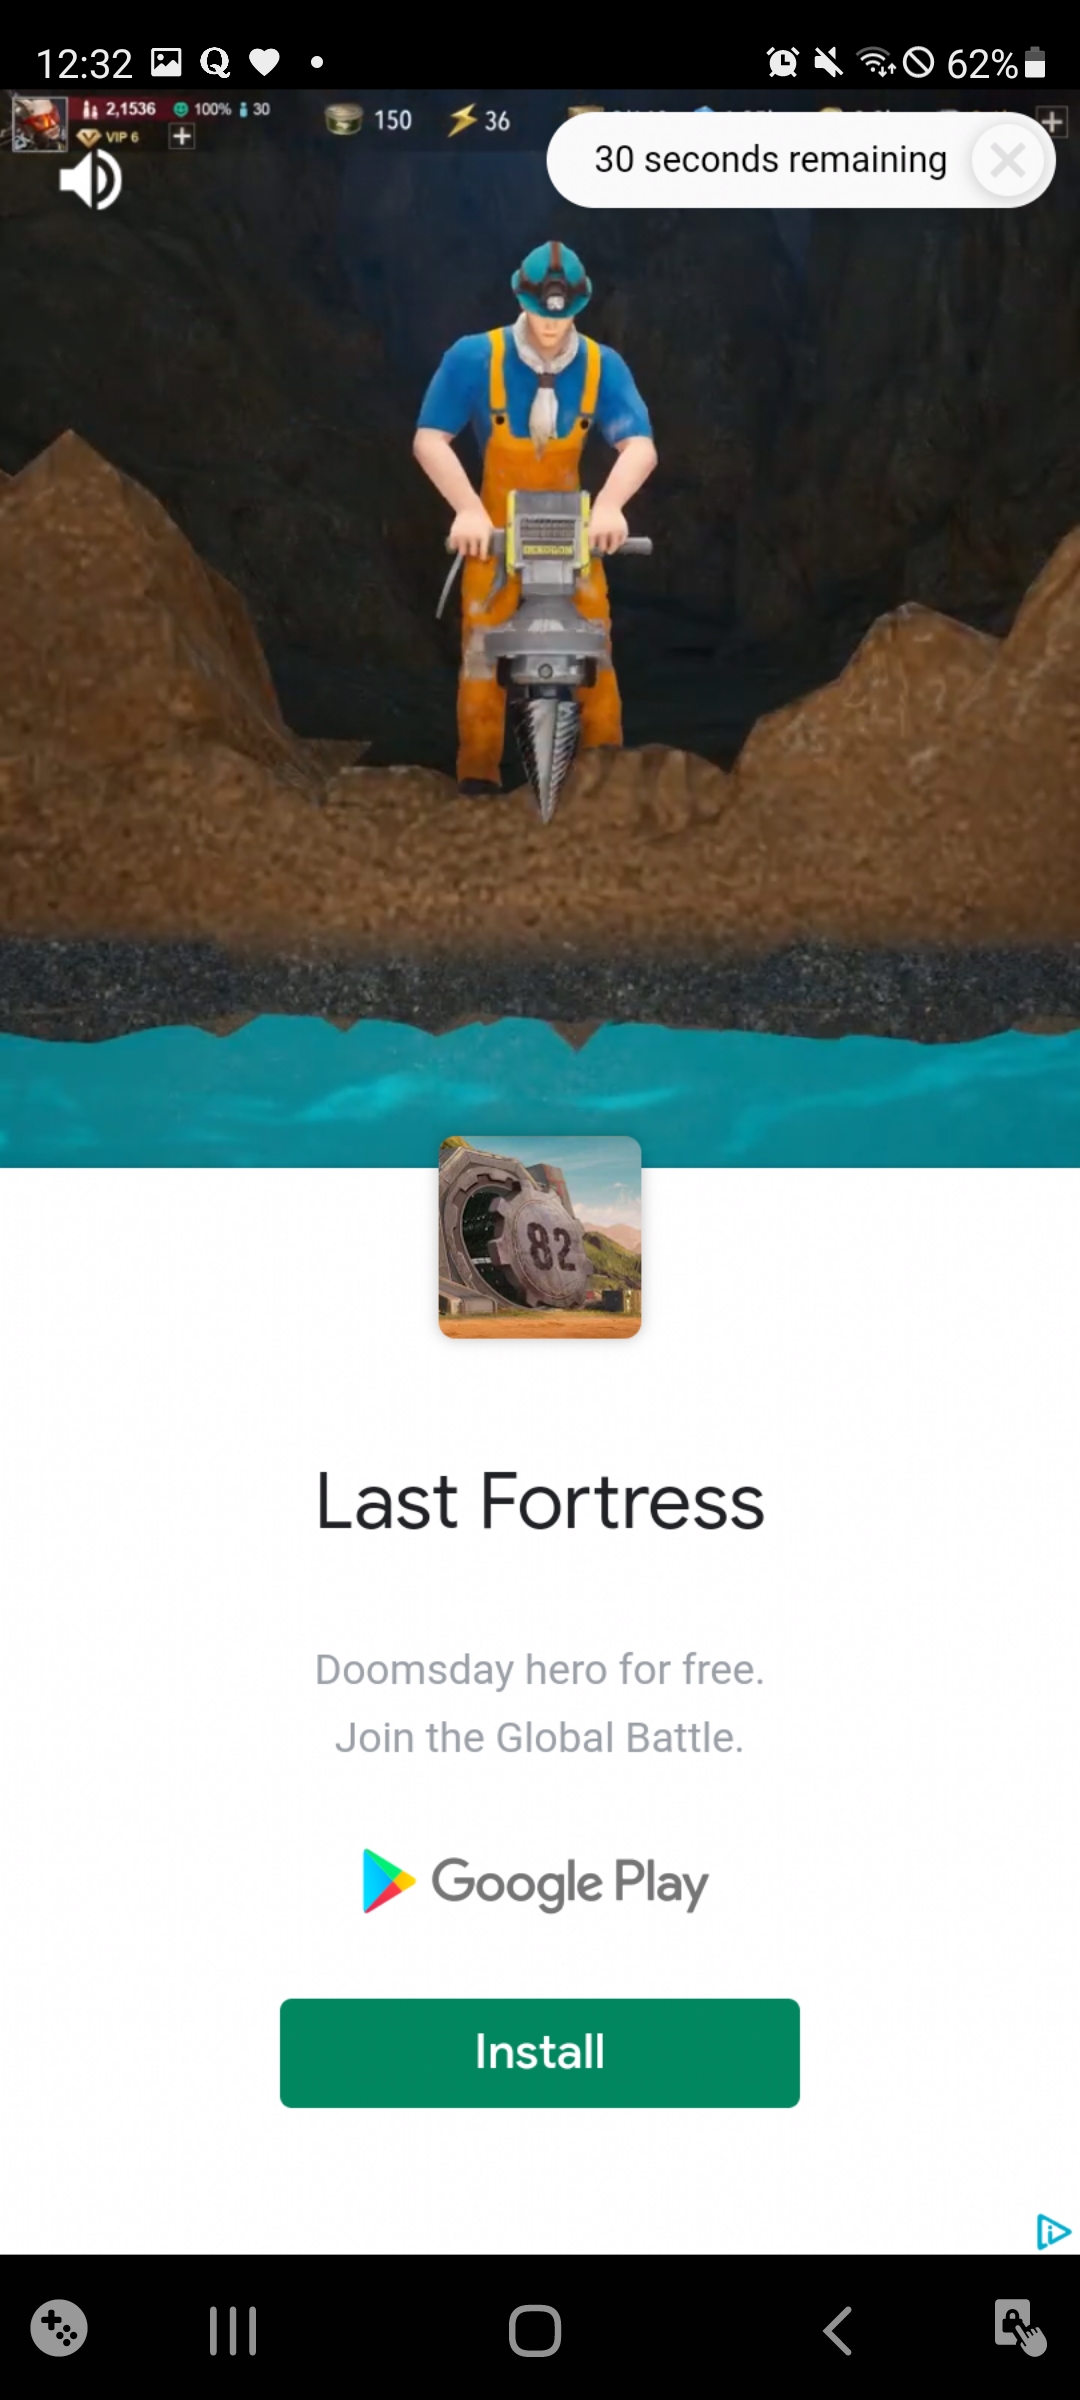 12:32
62%
2,1536 100% 30
VIP 6
150 36
30 seconds remaining
82
Last Fortress
Doomsday hero for free.
Join the Global Battle.
Google Play
Install